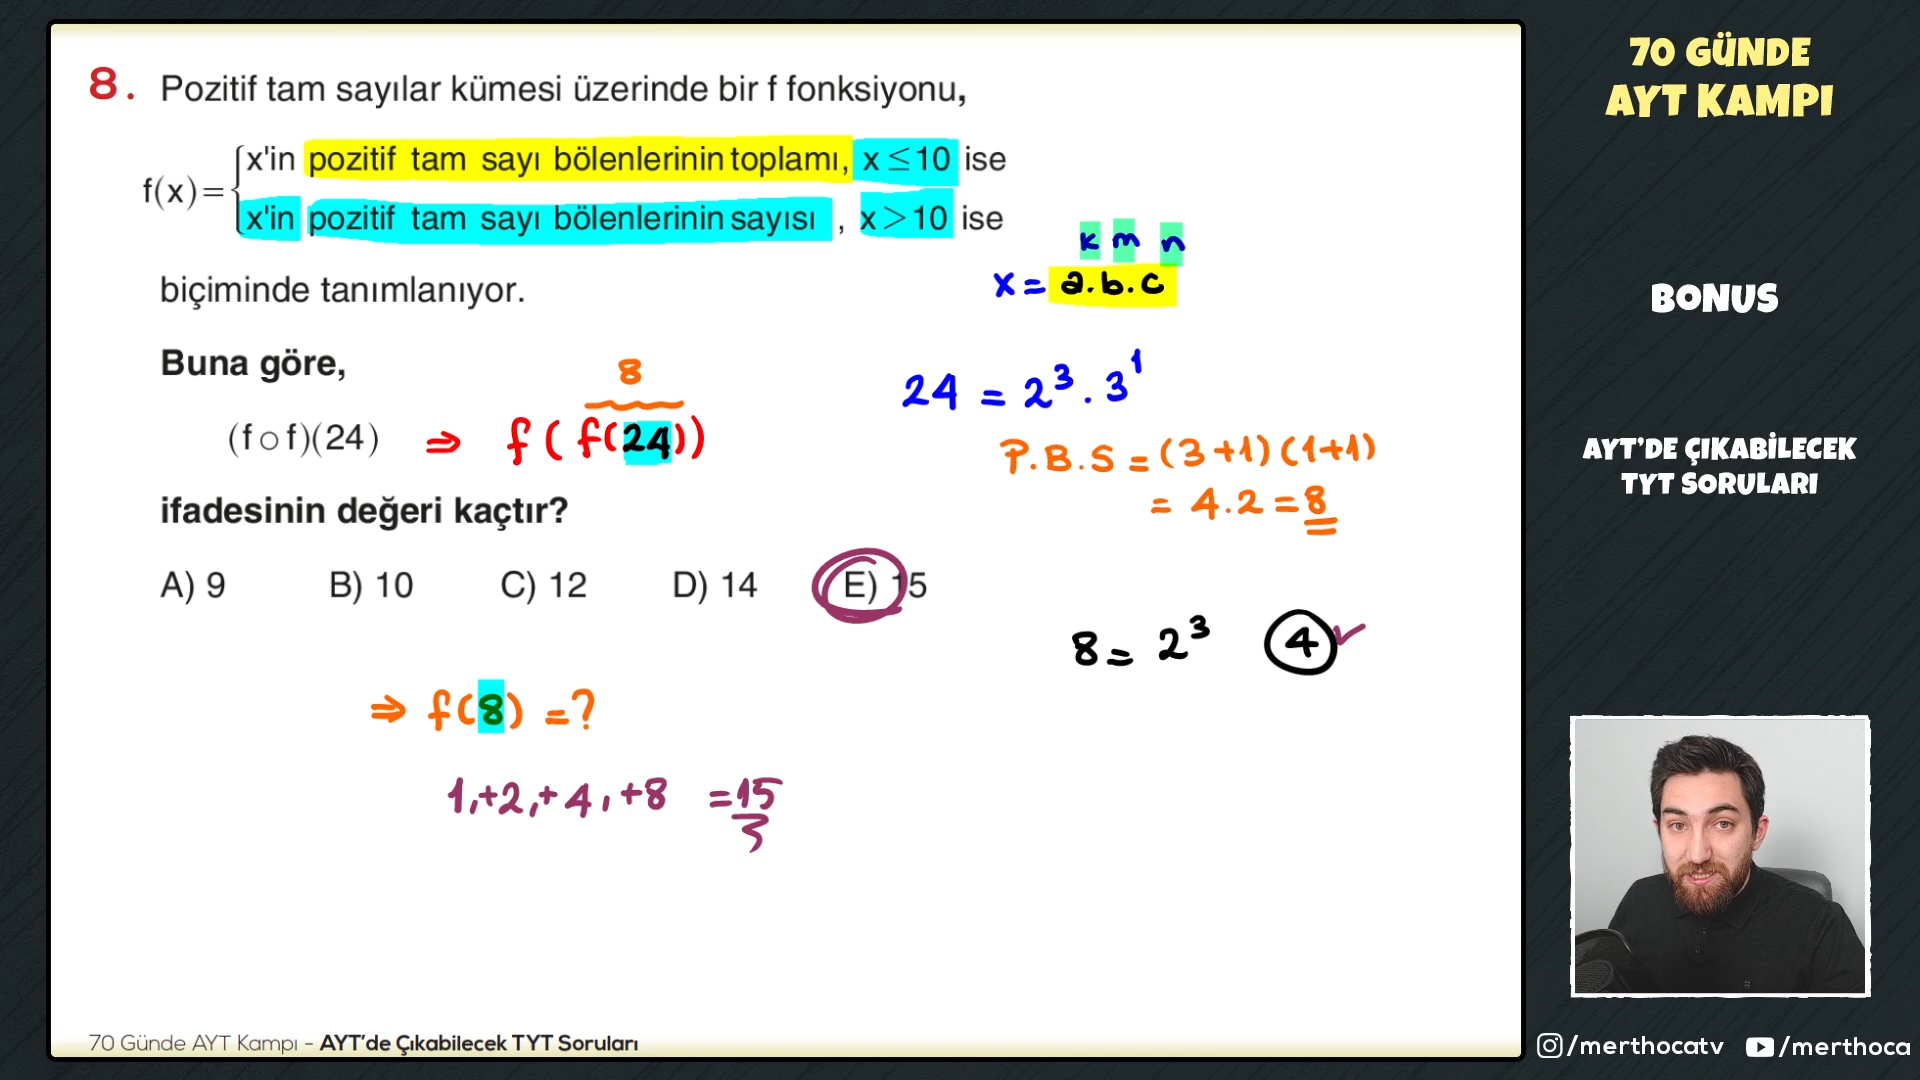 8. Pozitif tam sayılar kümesi üzerinde bir f fonksiyonu,
x'in pozitif tam sayı bölenlerinin toplamı, x ≤ 10 ise
f(x) =
x'in pozitif tam sayı bölenlerinin sayısı , x > 10 ise
k m n
x = a.b.c
biçiminde tanımlanıyor.
Buna göre,
8
24 = 2³ . 3¹
(f∘f)(24) ⇒ f ( f(24))
P.B.S = (3+1) (1+1)
= 4.2 = 8
ifadesinin değeri kaçtır?
A) 9 B) 10 C) 12 D) 14 E) 15
8 = 2³ 4
⇒ f(8) = ?
1,+2,+4,+8 = 15
70 Günde AYT Kampı - AYT'de Çıkabilecek TYT Soruları
70 GÜNDE
AYT KAMPI
BONUS
AYT'DE ÇIKABİLECEK
TYT SORULARI
/merthocatv /merthoca